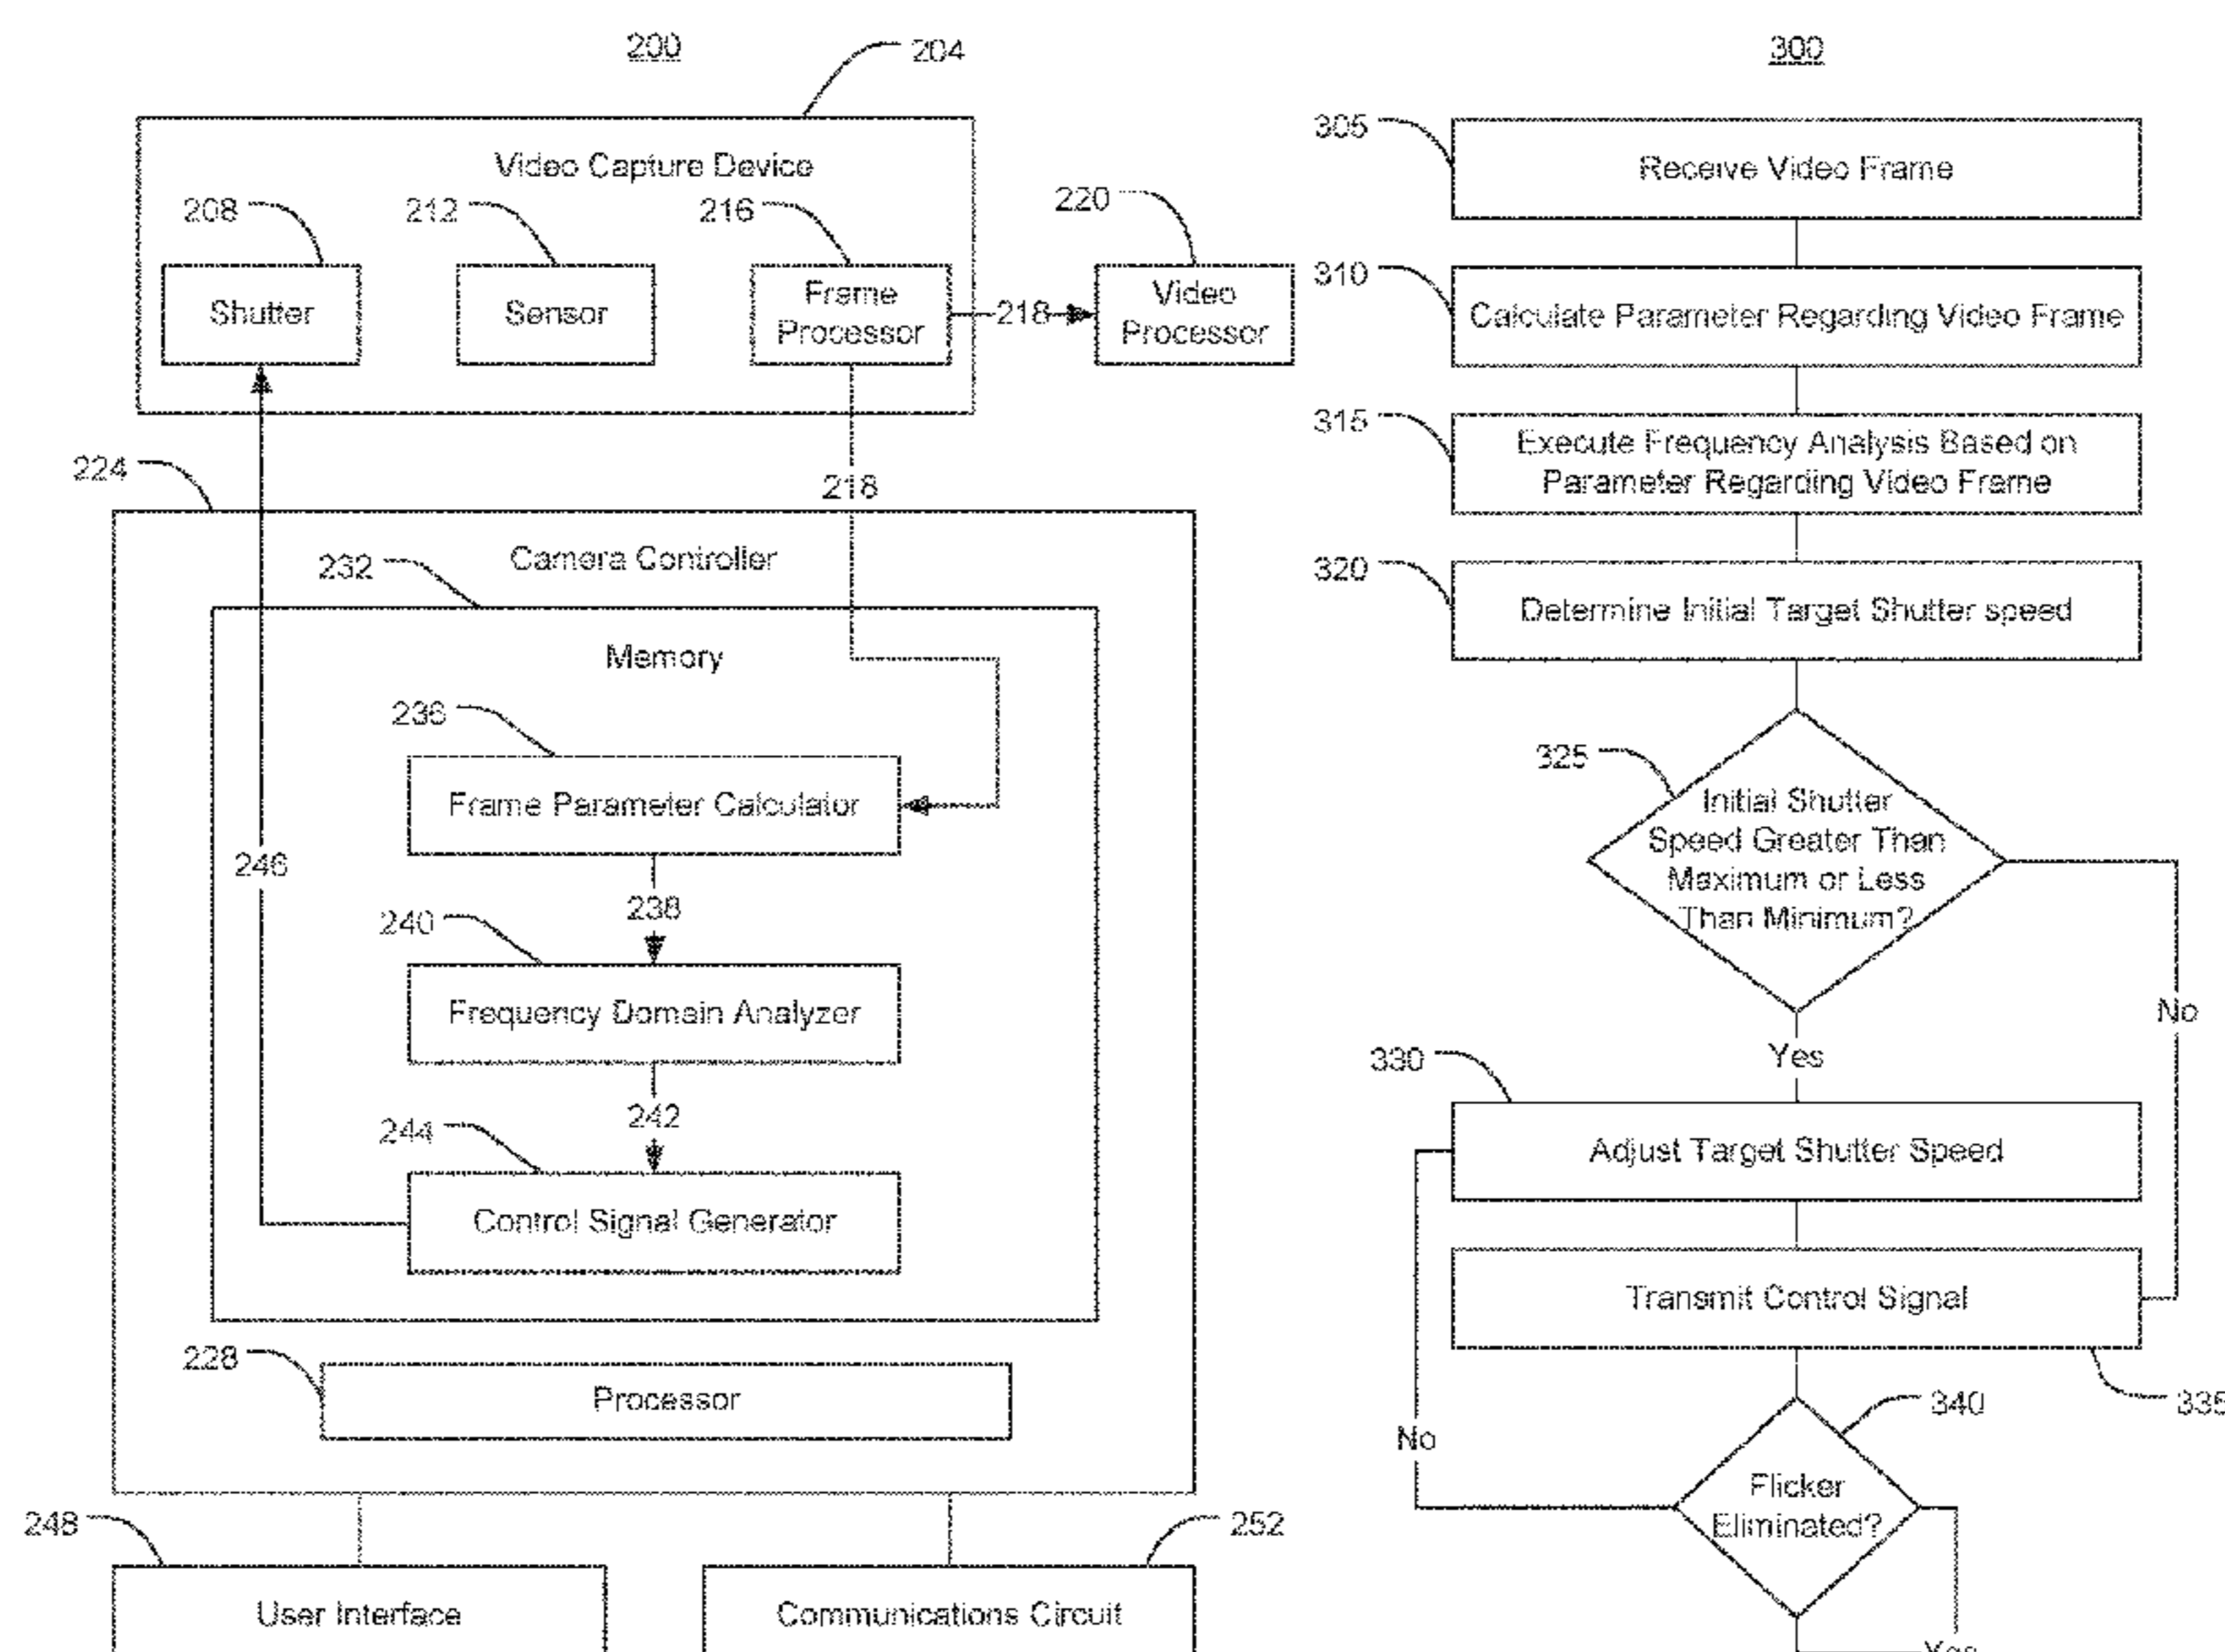 200
204
Video Capture Device
208
212
216
220
Shutter
Sensor
Frame
Processor
218
Video
Processor
224
218
Camera Controller
232
Memory
236
Frame Parameter Calculator
246
238
240
Frequency Domain Analyzer
242
244
Control Signal Generator
228
Processor
248
252
User Interface
Communications Circuit
300
305
Receive Video Frame
310
Calculate Parameter Regarding Video Frame
315
Execute Frequency Analysis Based on
Parameter Regarding Video Frame
320
Determine Initial Target Shutter speed
325
Initial Shutter
Speed Greater Than
Maximum or Less
Than Minimum?
No
Yes
330
Adjust Target Shutter Speed
Transmit Control Signal
335
340
No
Flicker
Eliminated?
Yes